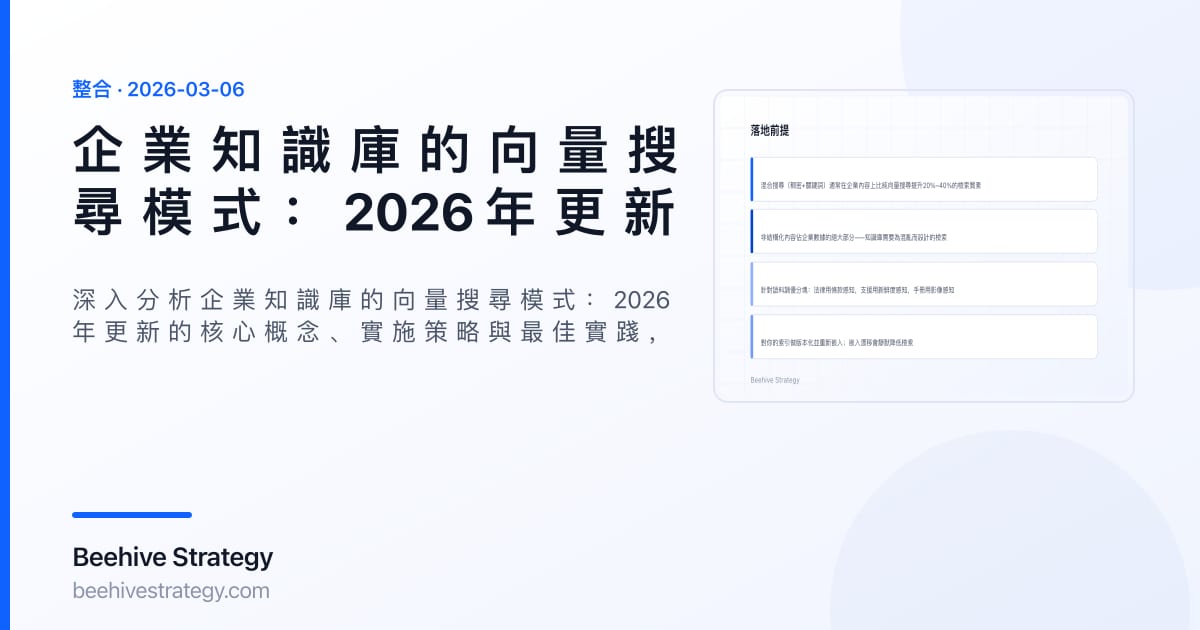 整合 · 2026-03-06
企業知識庫的向量搜
尋模式：2026年更新
深入分析企業知識庫的向量搜尋模式：2026
年更新的核心概念、實施策略與最佳實踐，
落地前提
混合搜尋（稠密+關鍵詞）通常在企業內容上比純向量搜尋提升20%–40%的檢索質素
非結構化內容佔企業數據的絕大部分——知識庫需要為混亂而設計的檢索
針對語料調優分塊：法律用條款感知，支援用新鮮度感知，手冊用影像感知
對你的索引做版本化並重新嵌入；嵌入漂移會靜默降低檢索
Beehive Strategy
Beehive Strategy
beehivestrategy.com